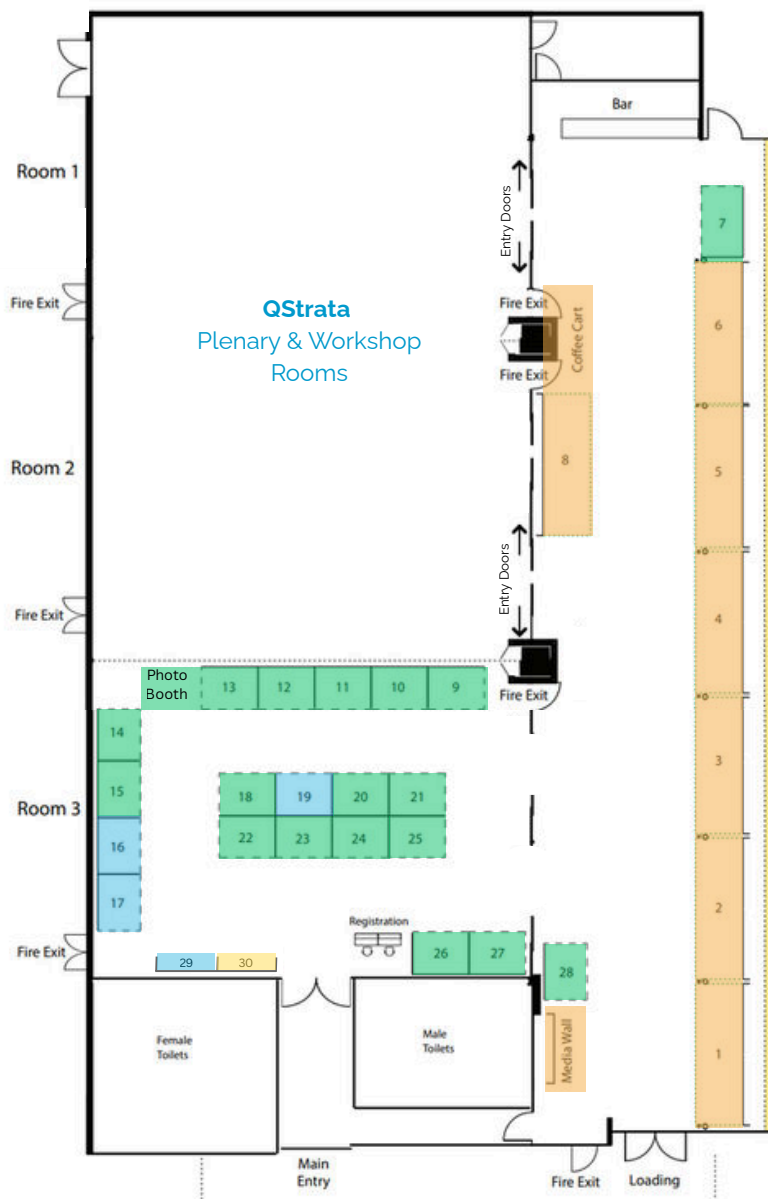 Bar
Room 1
Entry Doors
7
Fire Exit
QStrata
Plenary & Workshop
Rooms
Fire Exit
Fire Exit
Coffee Cart
6
Room 2
8
5
Entry Doors
Fire Exit
4
Photo
Booth
13
12
11
10
9
Fire Exit
14
3
15
Room 3
18
19
20
21
22
23
24
25
16
17
2
Registration
Fire Exit
29
30
26
27
28
Female
Toilets
Male
Toilets
Media Wall
1
Main
Entry
Fire Exit
Loading